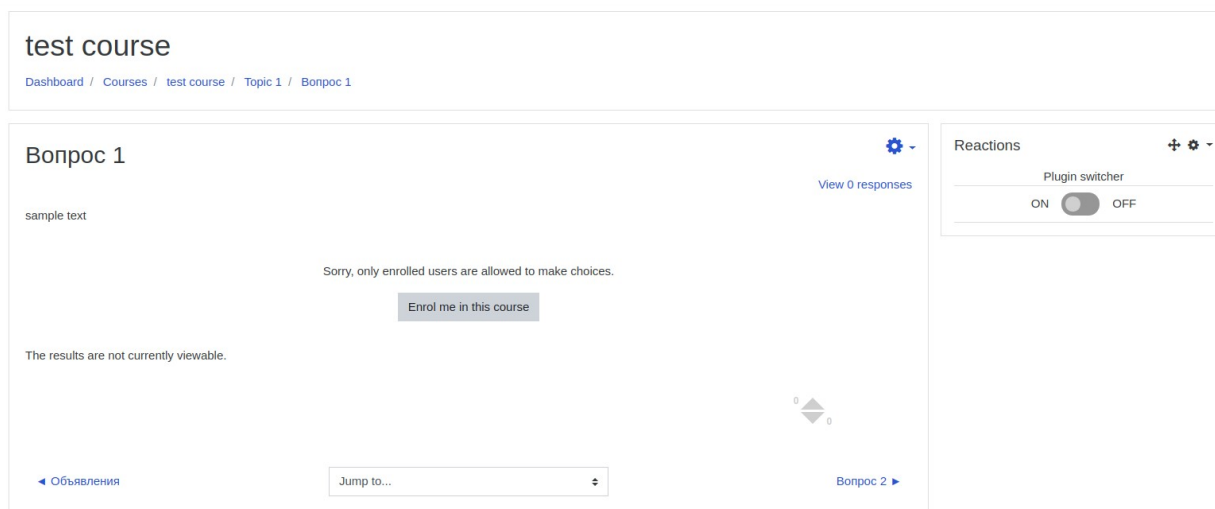 test course
Dashboard / Courses / test course / Topic 1 / Вопрос 1
Вопрос 1
View 0 responses
sample text
Sorry, only enrolled users are allowed to make choices.
Enrol me in this course
The results are not currently viewable.
0
0
◄ Объявления
Jump to...
Вопрос 2 ►
Reactions
Plugin switcher
ON OFF